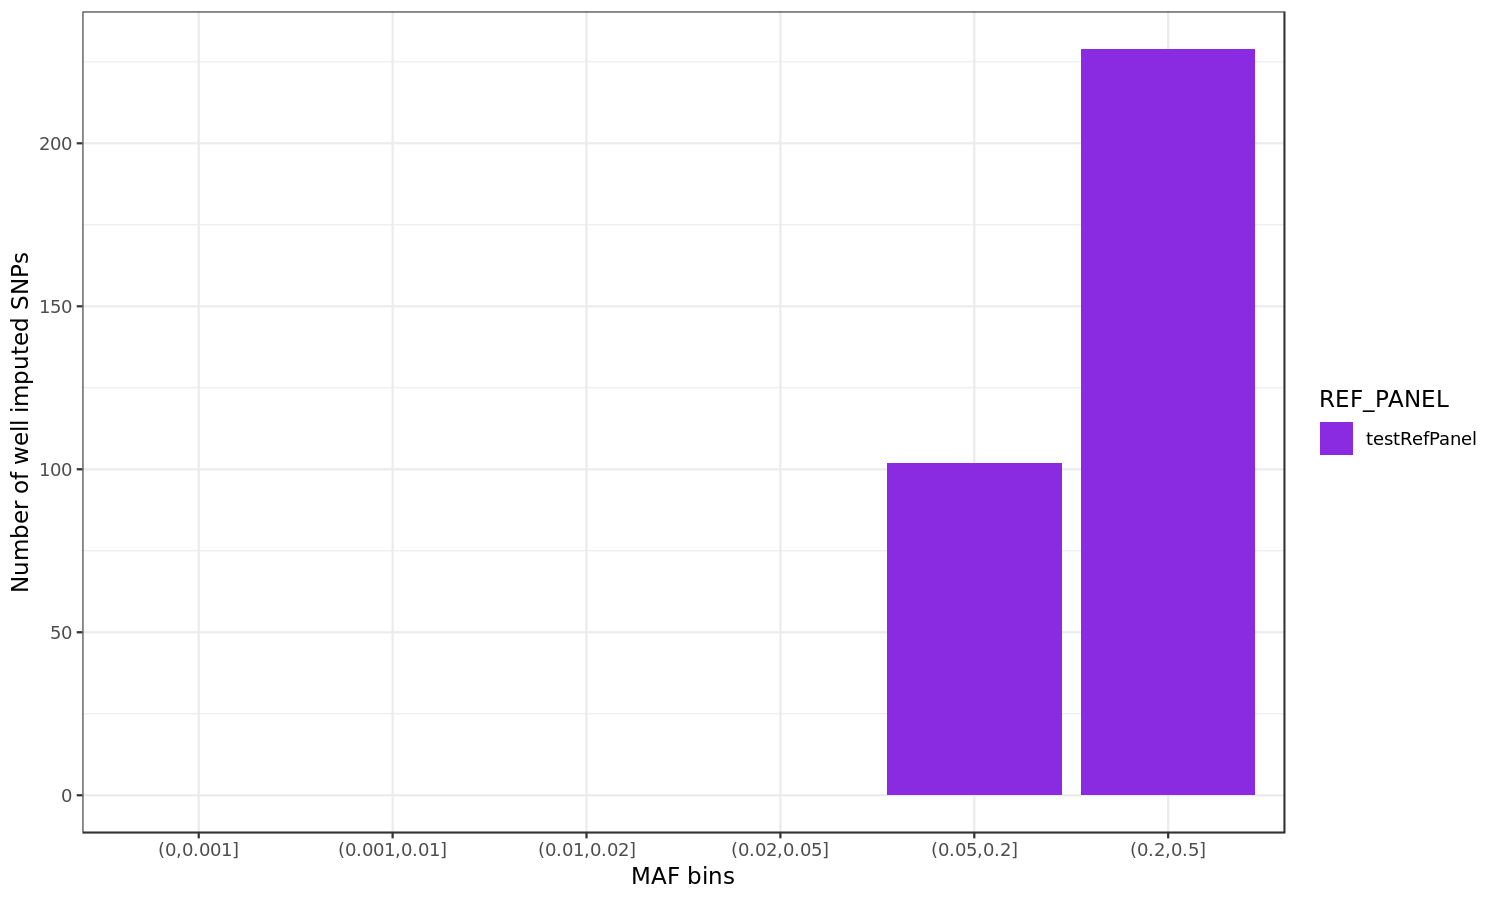 Number of well imputed SNPs
200
150
100
50
0
(0,0.001] (0.001,0.01] (0.01,0.02] (0.02,0.05] (0.05,0.2] (0.2,0.5]
MAF bins
REF_PANEL
testRefPanel